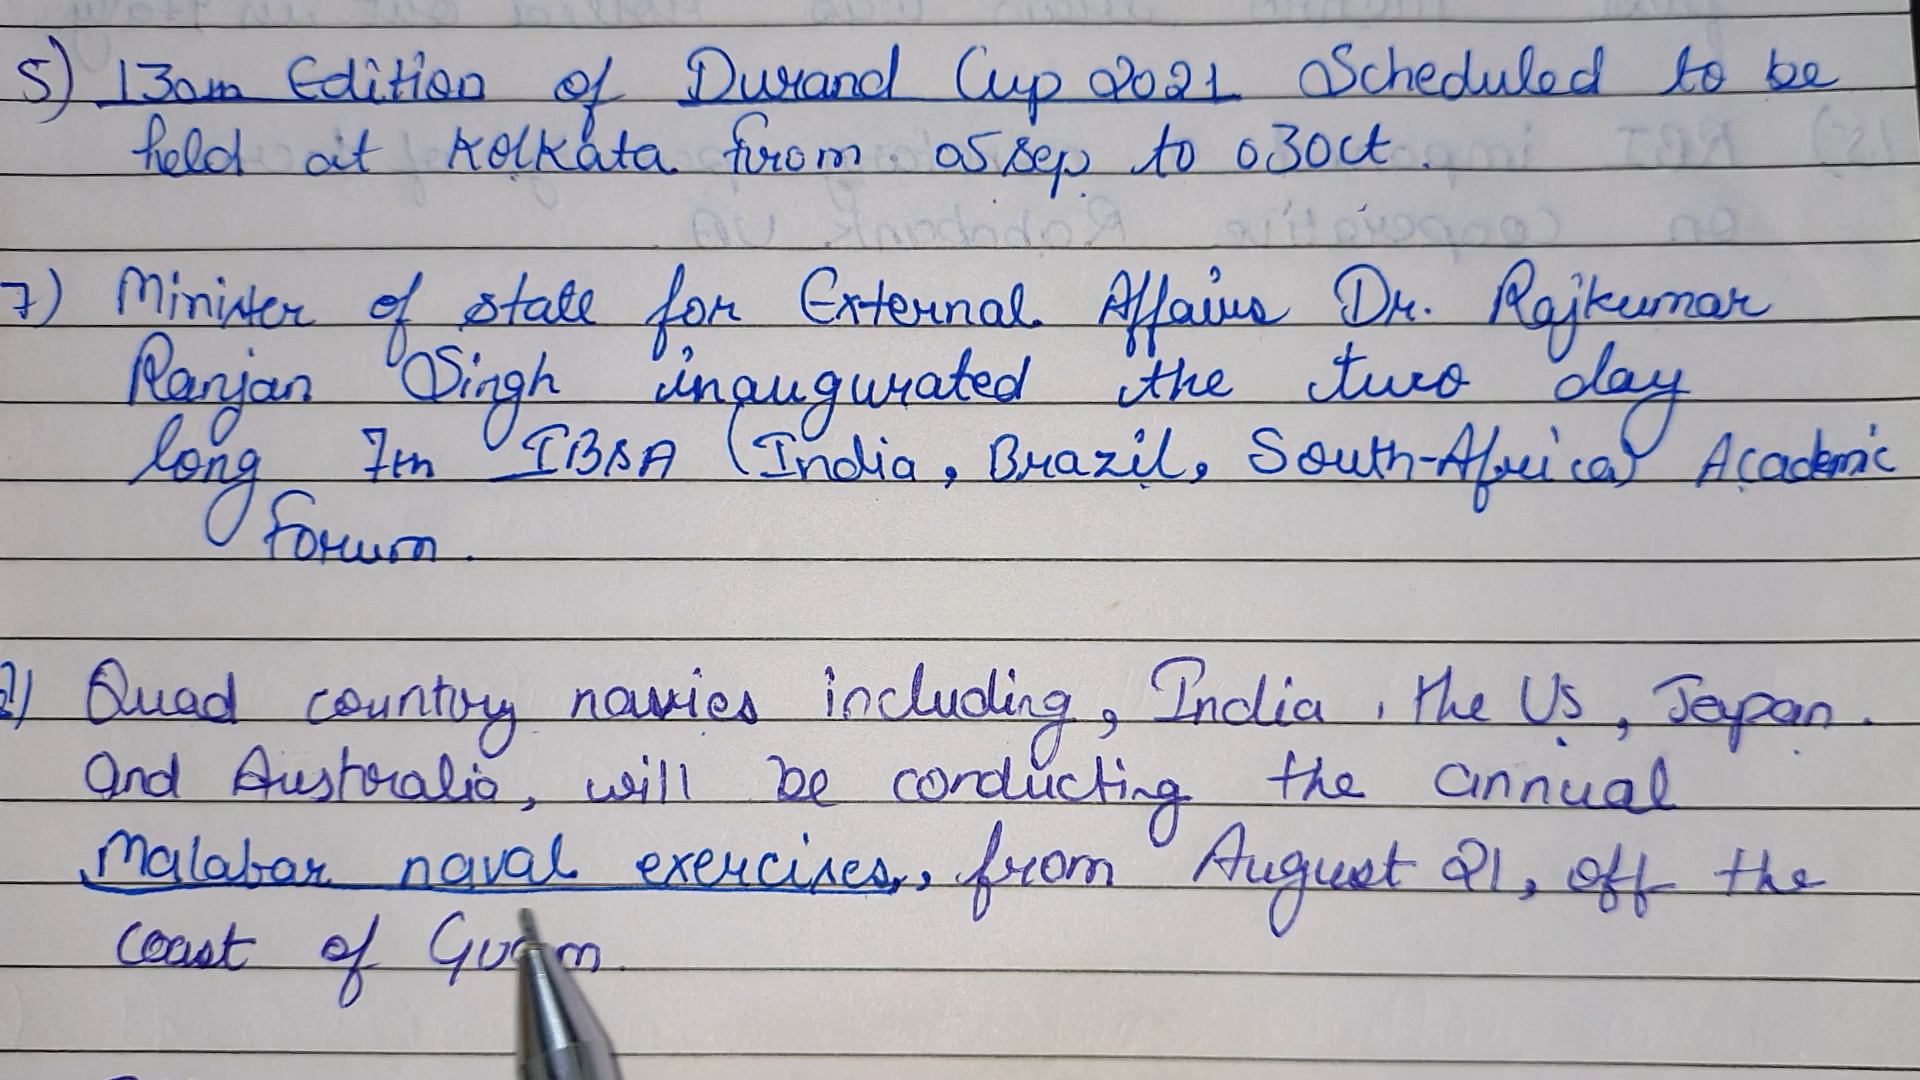 5) 130th Edition of Durand Cup 2021 Scheduled to be
held at Kolkata from 05 Sep to 03 Oct.
7) Minister of state for External Affairs Dr. Rajkumar
Ranjan Singh inaugurated the two day
long 7th IBSA (India, Brazil, South-Africa) Academic
Forum.
Quad country navies including, India, the US, Japan.
and Australia, will be conducting the annual
Malabar naval exercises, from August 21, off the
coast of Guam.